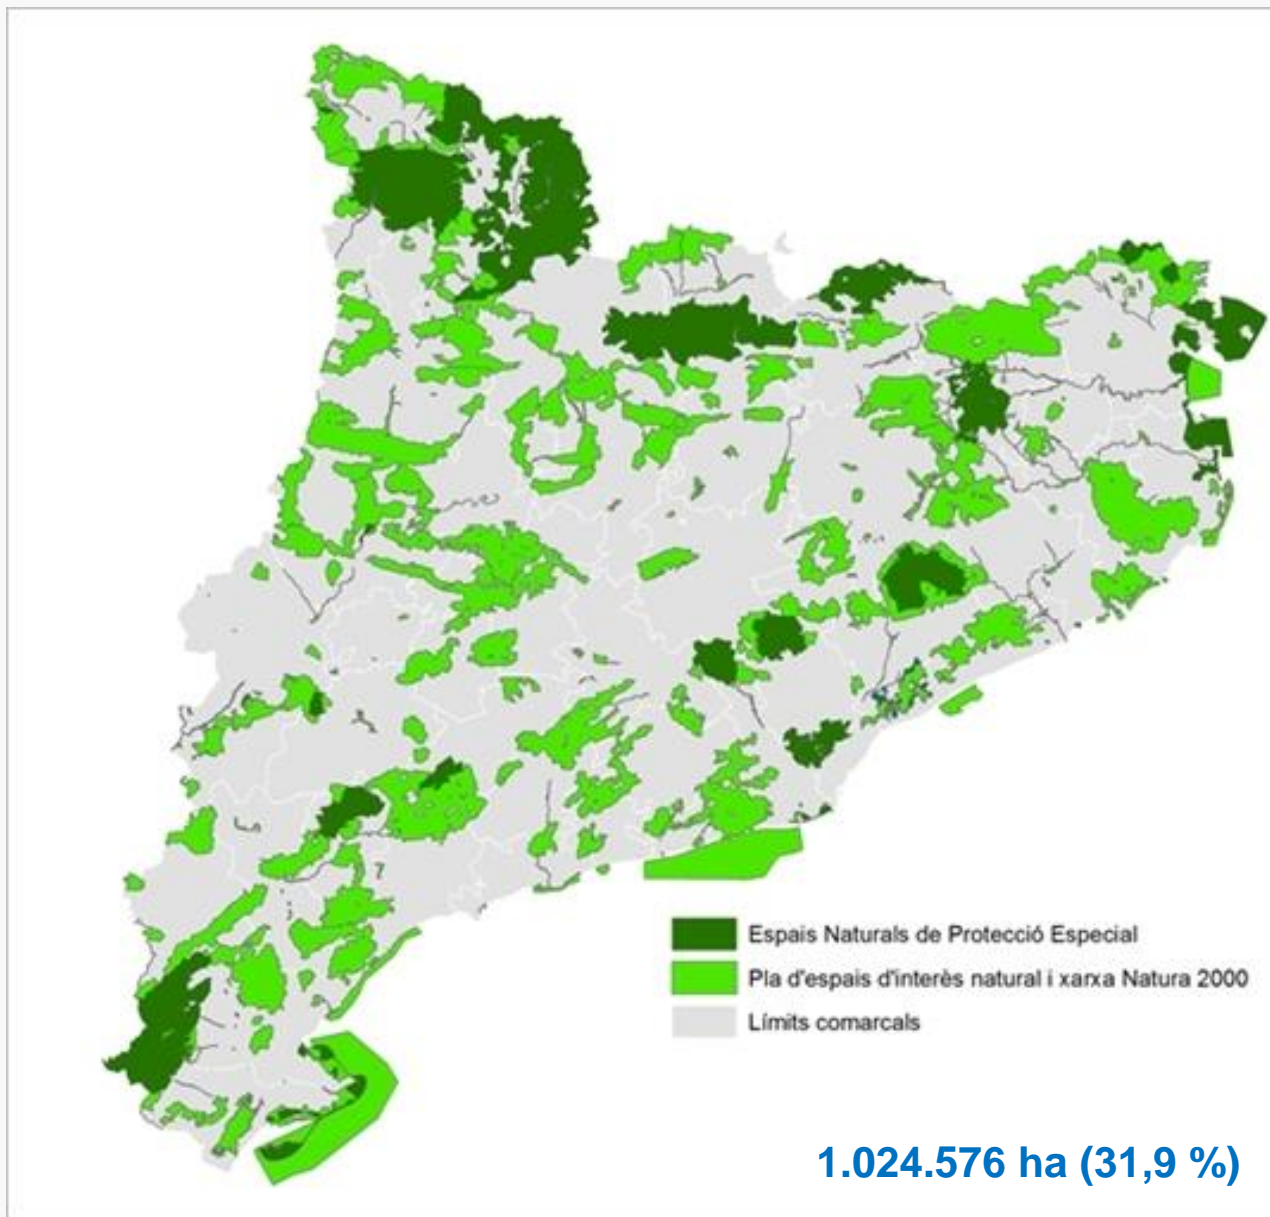 Espais Naturals de Protecció Especial
Pla d'espais d'interès natural i xarxa Natura 2000
Límits comarcals
1.024.576 ha (31,9 %)